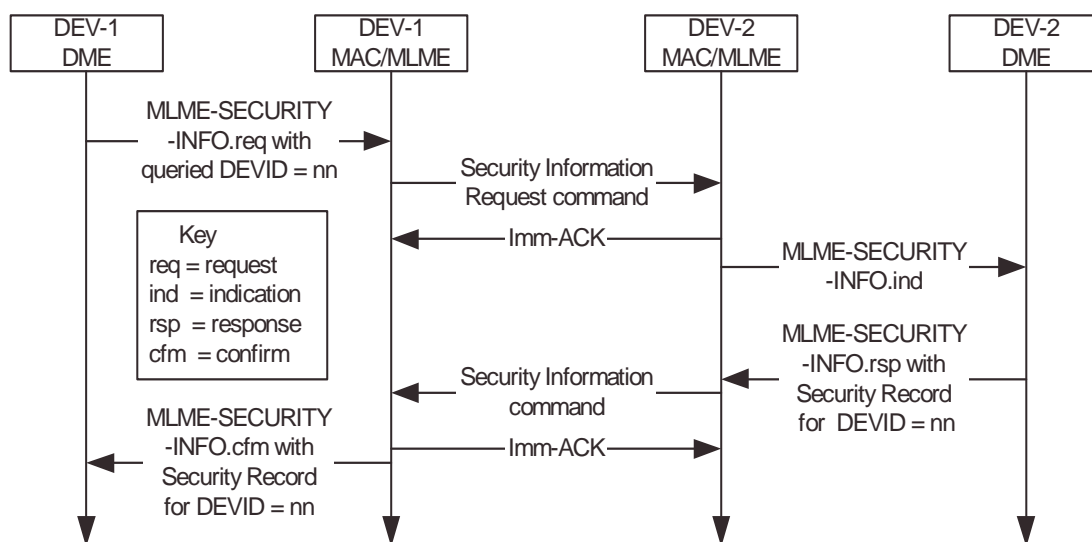 DEV-1
DME
DEV-1
MAC/MLME
DEV-2
MAC/MLME
DEV-2
DME
MLME-SECURITY
-INFO.req with
queried DEVID = nn
Security Information
Request command
Imm-ACK
MLME-SECURITY
-INFO.ind
Key
req = request
ind = indication
rsp = response
cfm = confirm
MLME-SECURITY
-INFO.rsp with
Security Record
for DEVID = nn
Security Information
command
Imm-ACK
MLME-SECURITY
-INFO.cfm with
Security Record
for DEVID = nn